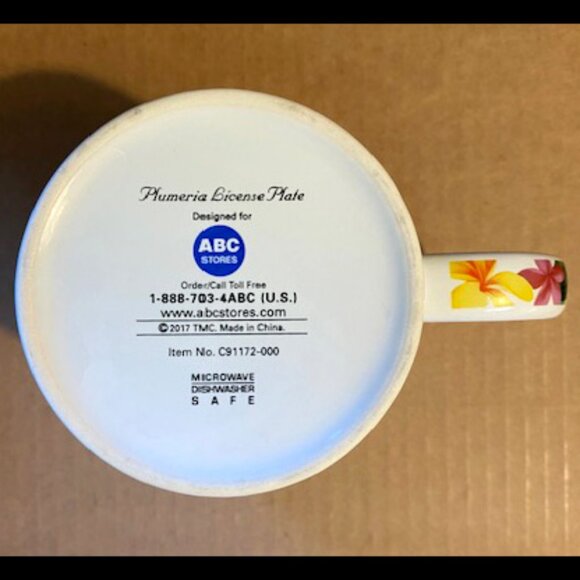 Plumeria License Plate
Designed for
ABC
STORES
Order/Call Toll Free
1-888-703-4ABC (U.S.)
www.abcstores.com
©2017 TMC. Made in China.
Item No. C91172-000
MICROWAVE
DISHWASHER
SAFE